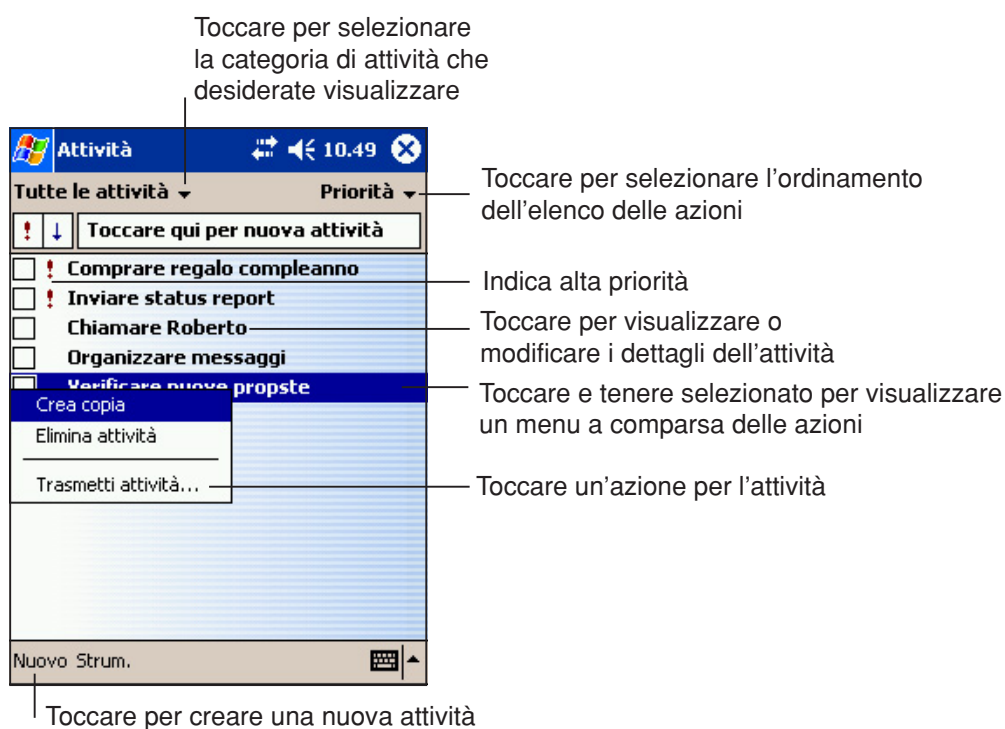 Toccare per selezionare
la categoria di attività che
desiderate visualizzare
Attività 10.49
Tutte le attività Priorità
Toccare per selezionare l'ordinamento
dell'elenco delle azioni
! ↓ Toccare qui per nuova attività
! Comprare regalo compleanno
Indica alta priorità
! Inviare status report
Chiamare Roberto
Toccare per visualizzare o
modificare i dettagli dell'attività
Organizzare messaggi
Verificare nuove propste
Toccare e tenere selezionato per visualizzare
un menu a comparsa delle azioni
Crea copia
Elimina attività
Trasmetti attività...
Toccare un'azione per l'attività
Nuovo Strum.
Toccare per creare una nuova attività